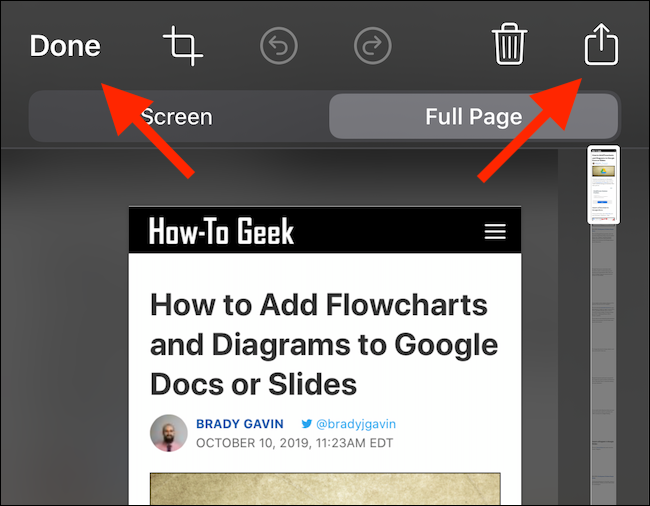 Done
Screen
Full Page
How-To Geek
How to Add Flowcharts
and Diagrams to Google
Docs or Slides
BRADY GAVIN @bradyjgavin
OCTOBER 10, 2019, 11:23AM EDT